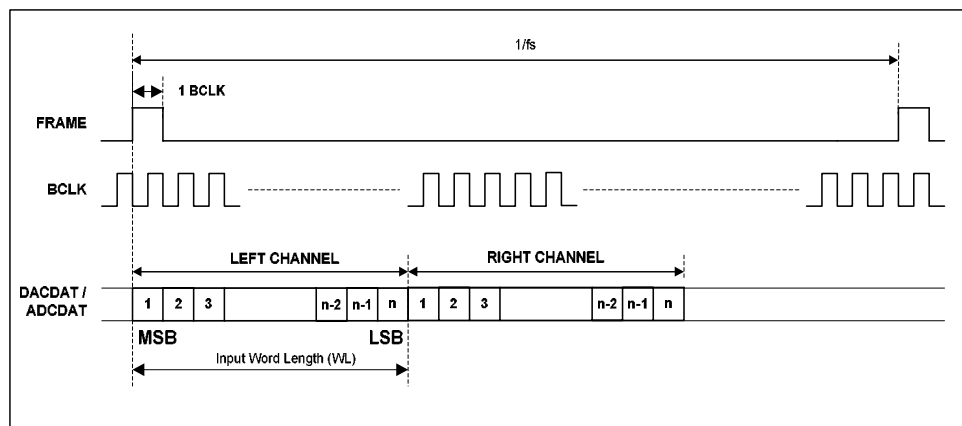 1/fs
1 BCLK
FRAME
BCLK
LEFT CHANNEL
RIGHT CHANNEL
DACDAT /
ADCDAT
1 2 3 n-2 n-1 n 1 2 3 n-2 n-1 n
MSB LSB
Input Word Length (WL)